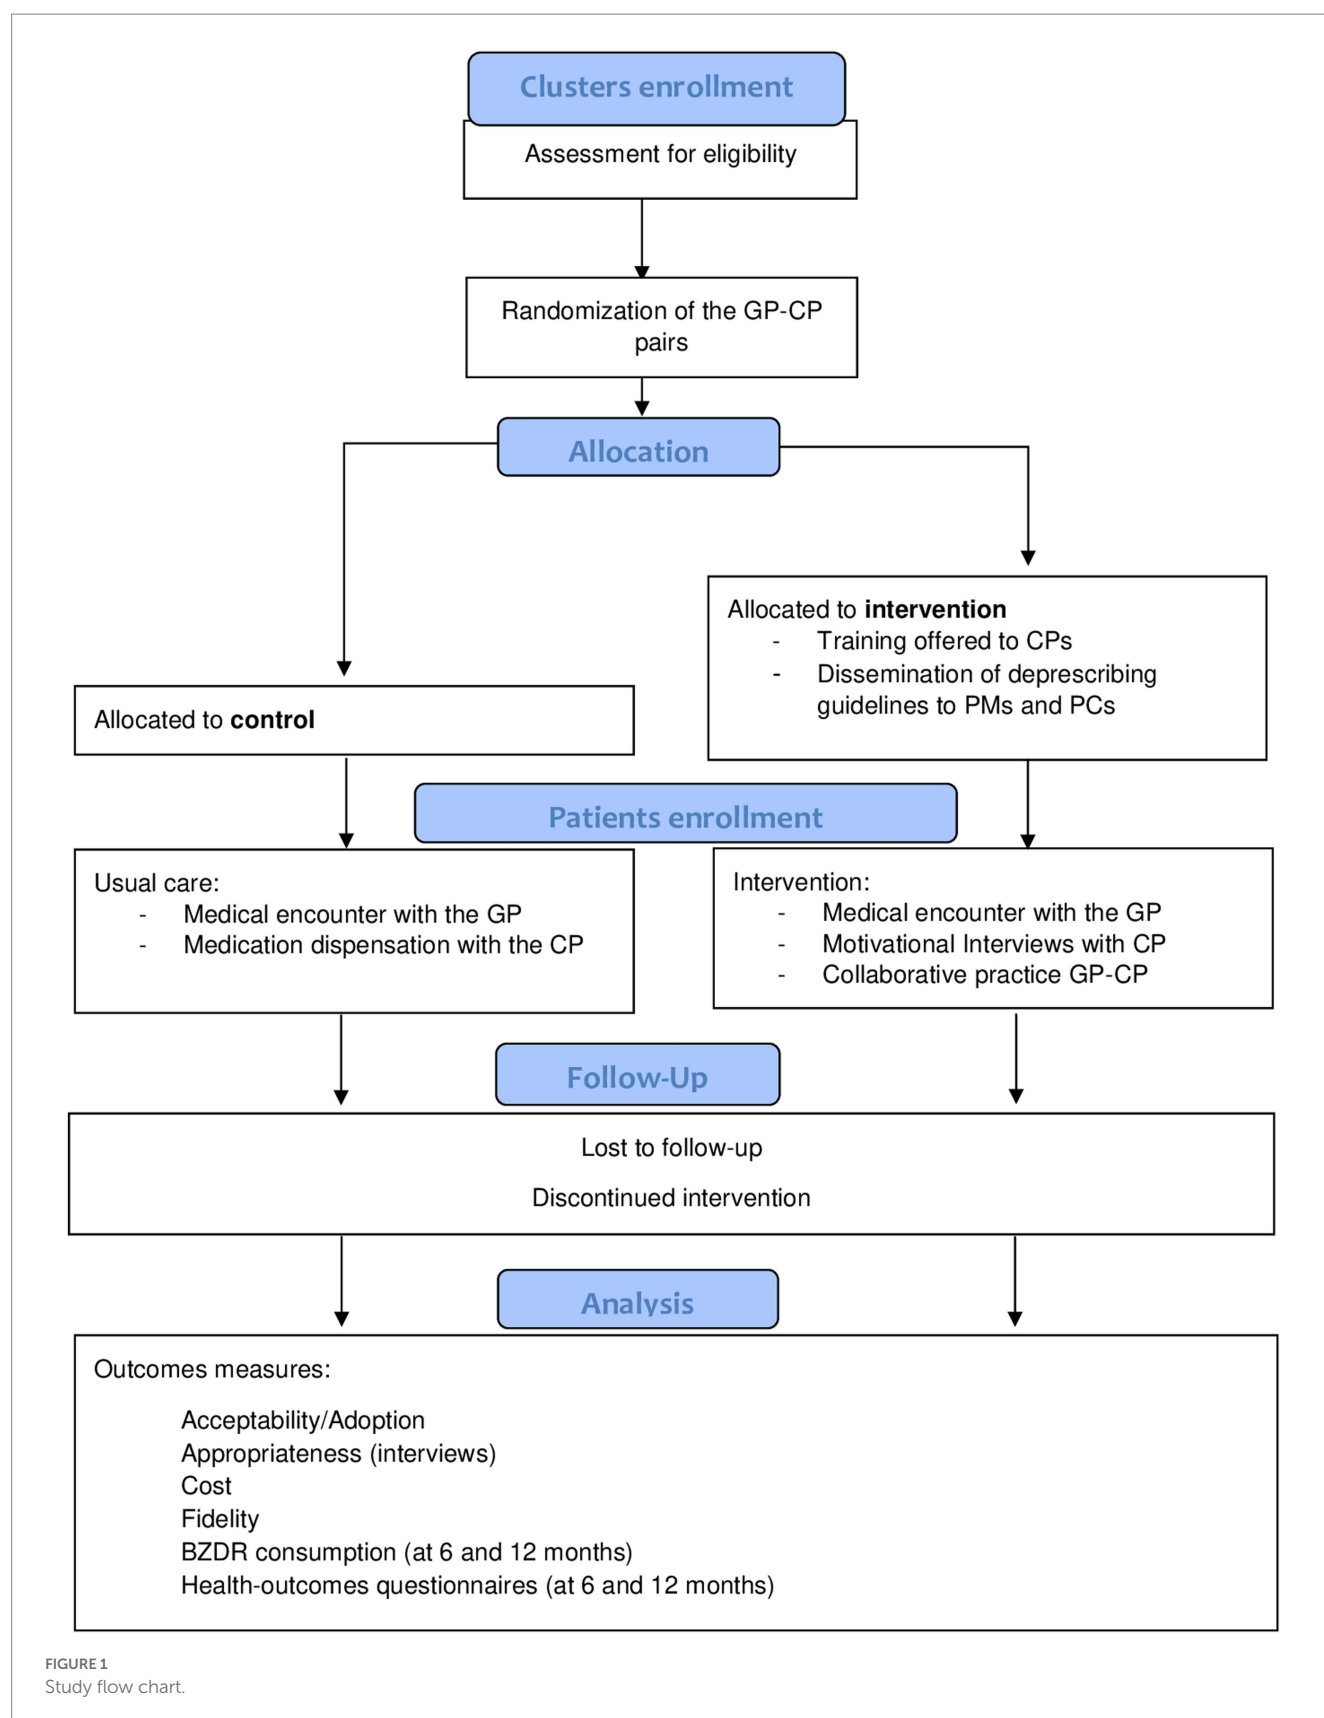 Clusters enrollment
Assessment for eligibility
Randomization of the GP-CP
pairs
Allocation
Allocated to intervention
- Training offered to CPs
- Dissemination of deprescribing
guidelines to PMs and PCs
Allocated to control
Patients enrollment
Usual care:
- Medical encounter with the GP
- Medication dispensation with the CP
Intervention:
- Medical encounter with the GP
- Motivational Interviews with CP
- Collaborative practice GP-CP
Follow-Up
Lost to follow-up
Discontinued intervention
Analysis
Outcomes measures:
Acceptability/Adoption
Appropriateness (interviews)
Cost
Fidelity
BZDR consumption (at 6 and 12 months)
Health-outcomes questionnaires (at 6 and 12 months)
FIGURE 1
Study flow chart.